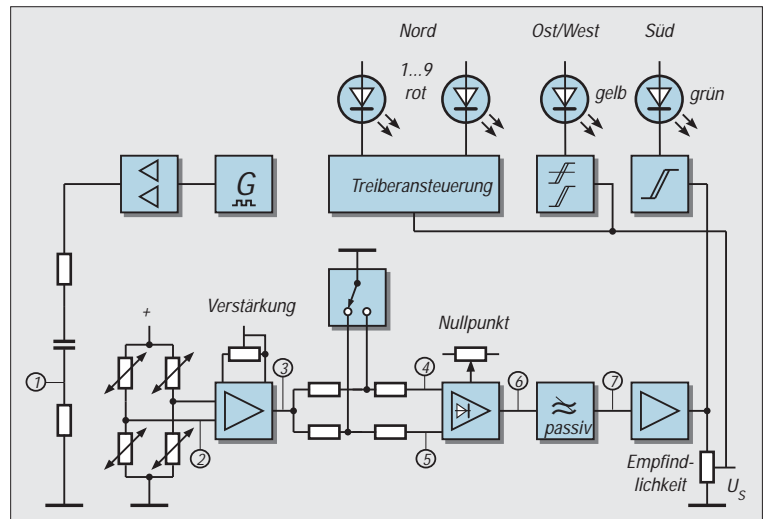 Nord
Ost/West
Süd
1...9
rot
gelb
grün
G
Treiberansteuerung
+
Verstärkung
Nullpunkt
1
3
4
6
7
passiv
2
5
Empfind-
lichkeit
US